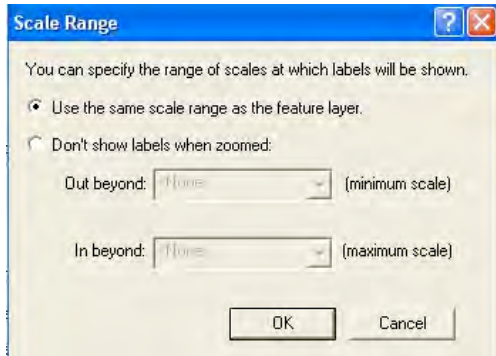 Scale Range
You can specify the range of scales at which labels will be shown.
Use the same scale range as the feature layer.
Don't show labels when zoomed:
Out beyond: <None> (minimum scale)
In beyond: <None> (maximum scale)
OK Cancel